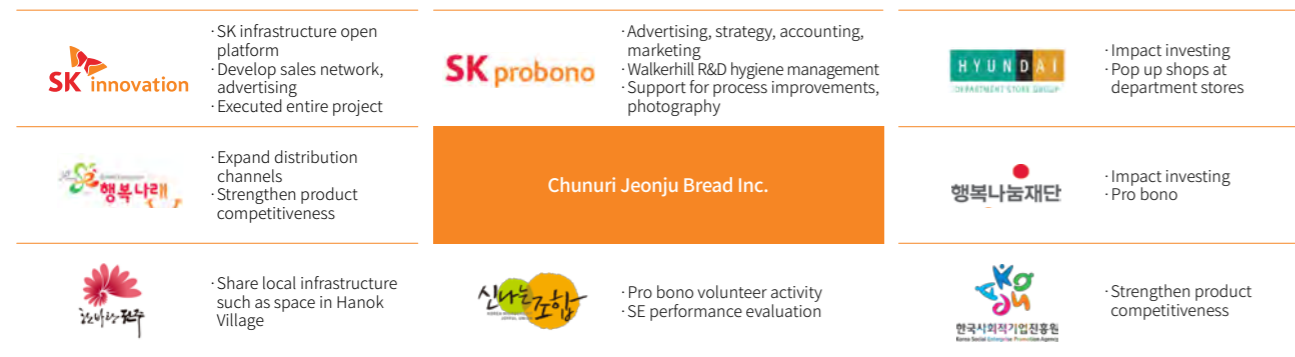 SK innovation
· SK infrastructure open
platform
· Develop sales network,
advertising
· Executed entire project
SK probono
· Advertising, strategy, accounting,
marketing
· Walkerhill R&D hygiene management
· Support for process improvements,
photography
HYUNDAI
DEPARTMENT STORE GROUP
· Impact investing
· Pop up shops at
department stores
행복나래
· Expand distribution
channels
· Strengthen product
competitiveness
Chunuri Jeonju Bread Inc.
행복나눔재단
· Impact investing
· Pro bono
한바탕전주
· Share local infrastructure
such as space in Hanok
Village
신나는조합
· Pro bono volunteer activity
· SE performance evaluation
한국사회적기업진흥원
Korea Social Enterprise Promotion Agency
· Strengthen product
competitiveness